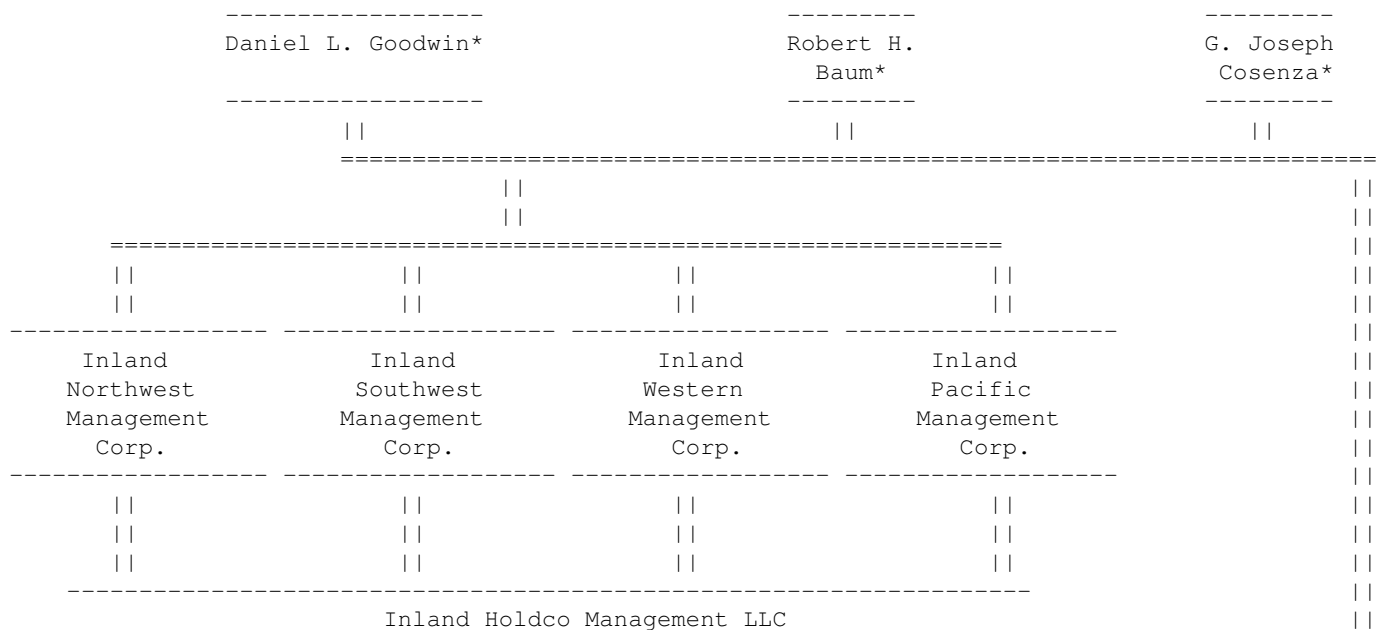 Daniel L. Goodwin* Robert H. G. Joseph
Baum* Cosenza*
Inland Inland Inland Inland
Northwest Southwest Western Pacific
Management Management Management Management
Corp. Corp. Corp. Corp.
Inland Holdco Management LLC